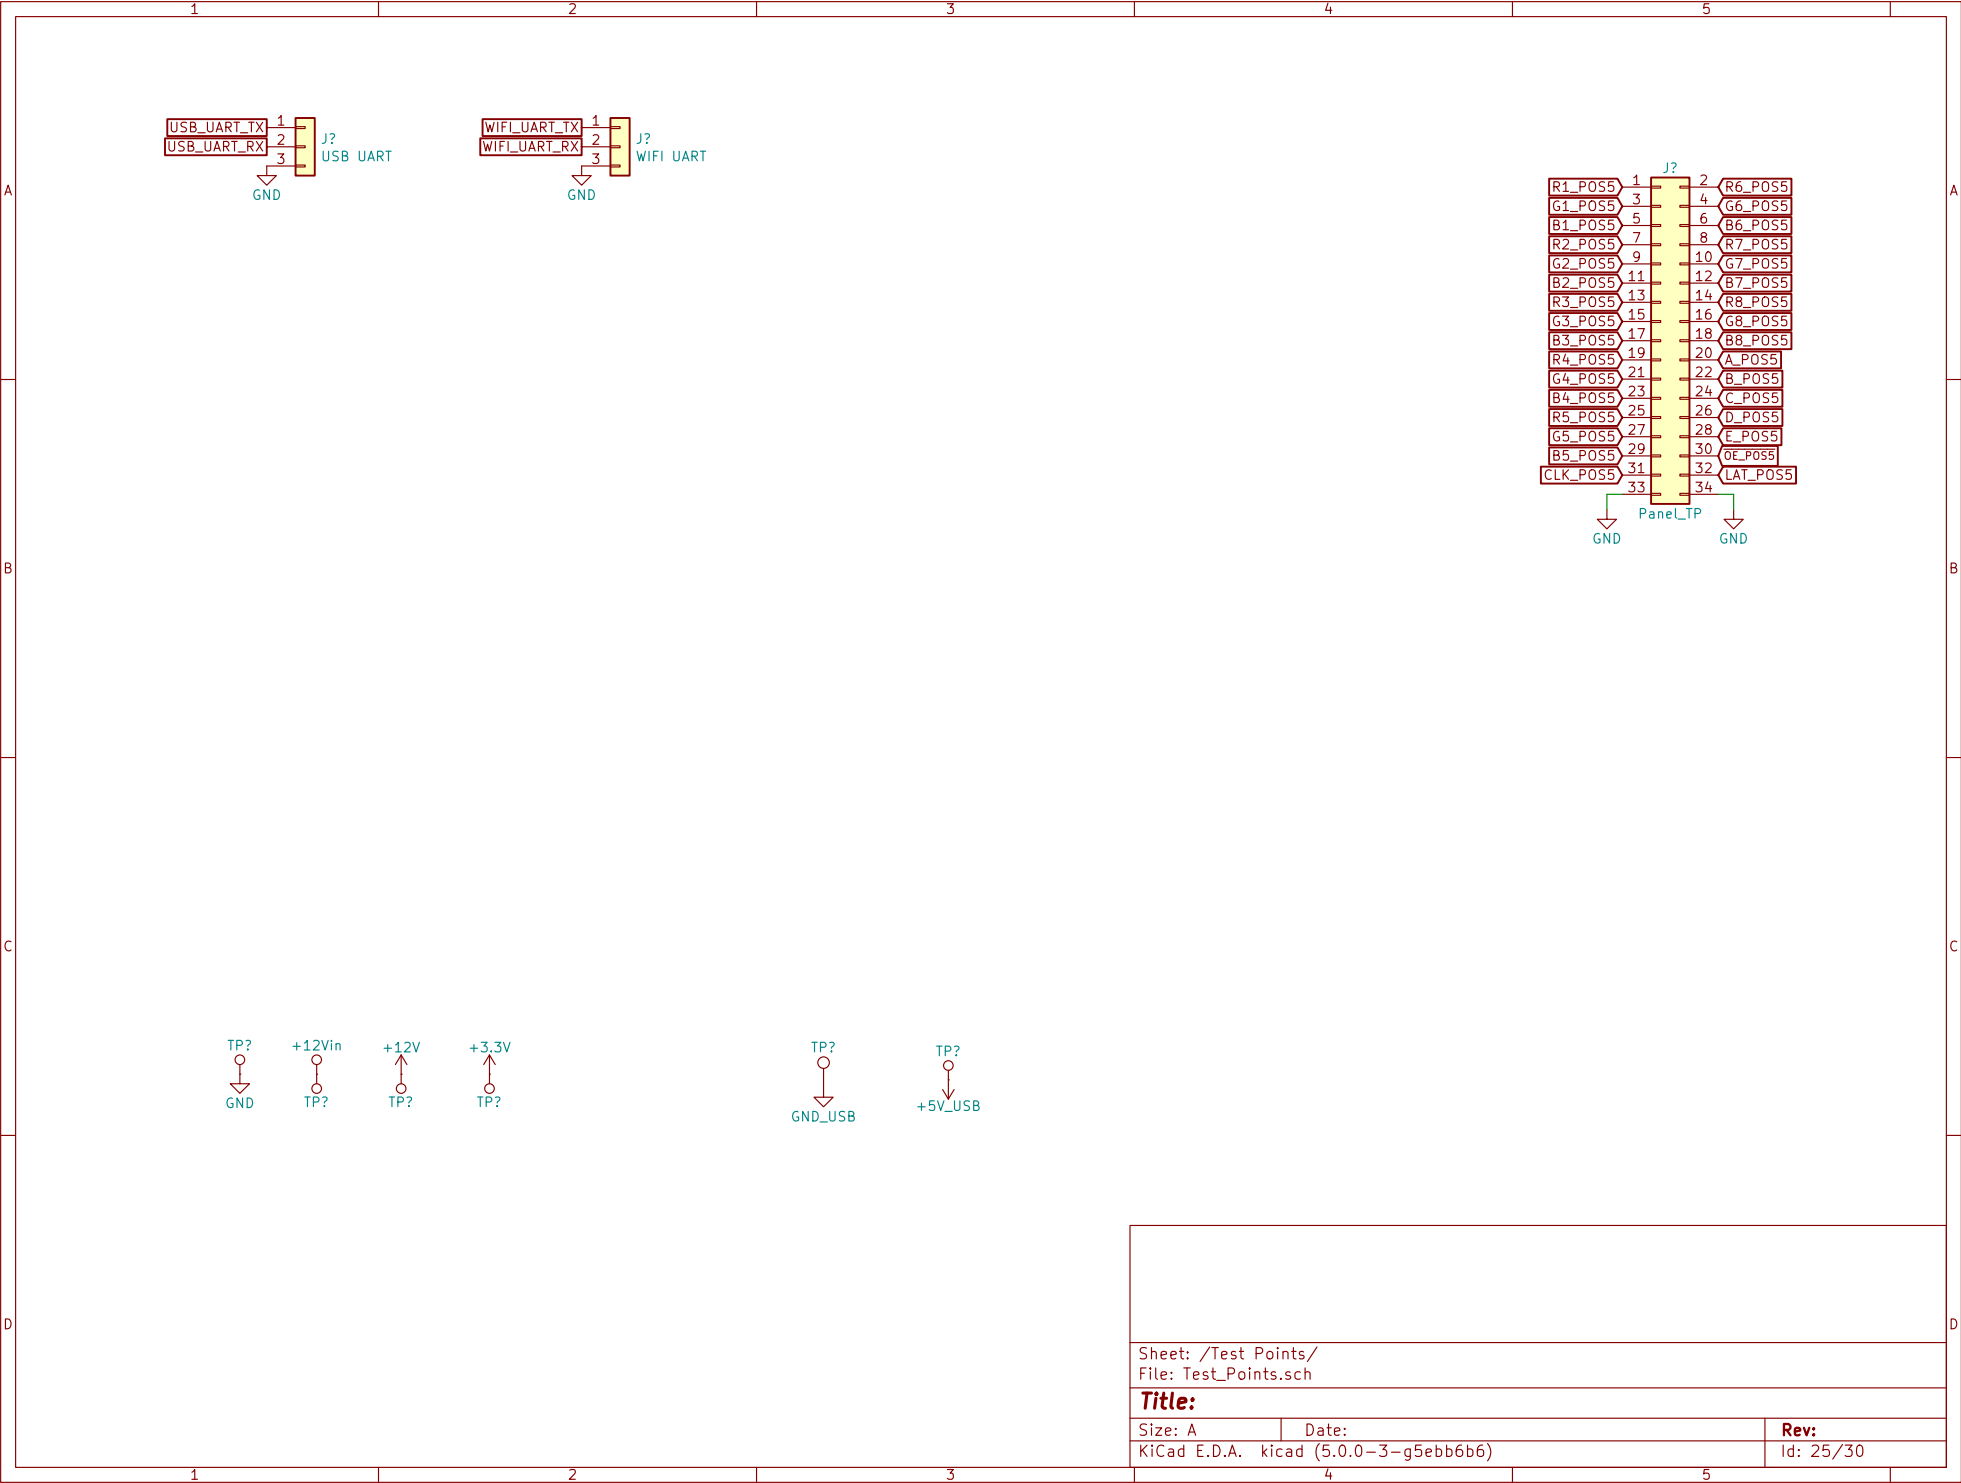 1 2 3 4 5
USB_UART_TX 1
USB_UART_RX 2
3
J?
USB UART
GND
WIFI_UART_TX 1
WIFI_UART_RX 2
3
J?
WIFI UART
GND
A A
J?
R1_POS5 1 2 R6_POS5
G1_POS5 3 4 G6_POS5
B1_POS5 5 6 B6_POS5
R2_POS5 7 8 R7_POS5
G2_POS5 9 10 G7_POS5
B2_POS5 11 12 B7_POS5
R3_POS5 13 14 R8_POS5
G3_POS5 15 16 G8_POS5
B3_POS5 17 18 B8_POS5
R4_POS5 19 20 A_POS5
G4_POS5 21 22 B_POS5
B4_POS5 23 24 C_POS5
R5_POS5 25 26 D_POS5
G5_POS5 27 28 E_POS5
B5_POS5 29 30 OE_POS5
CLK_POS5 31 32 LAT_POS5
33 34
Panel_TP
GND GND
B B
C C
TP? +12Vin +12V +3.3V TP? TP?
GND TP? TP? TP? GND_USB +5V_USB
D D
Sheet: /Test Points/
File: Test_Points.sch
Title:
Size: A Date: Rev:
KiCad E.D.A. kicad (5.0.0-3-g5ebb6b6) Id: 25/30
1 2 3 4 5